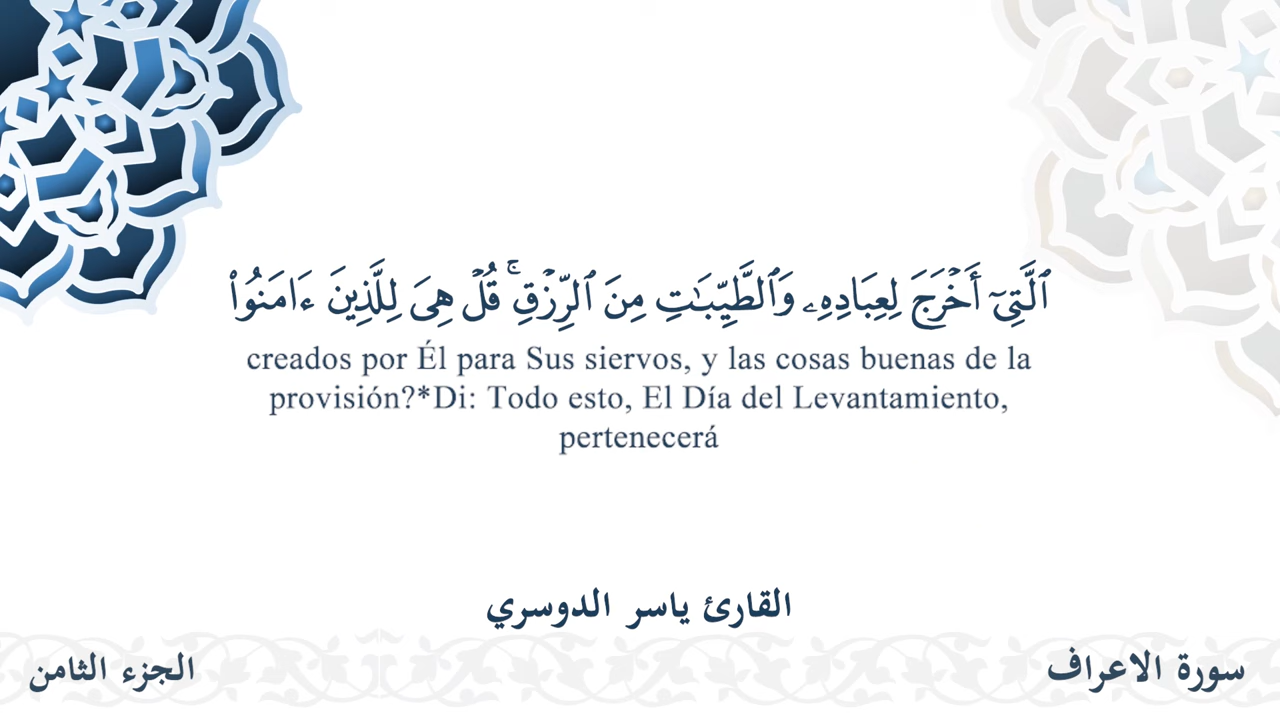 ٱلَّتِىٓ أَخْرَجَ لِعِبَادِهِۦ وَٱلطَّيِّبَـٰتِ مِنَ ٱلرِّزْقِ ۚ قُلْ هِىَ لِلَّذِينَ ءَامَنُوا۟
creados por Él para Sus siervos, y las cosas buenas de la
provisión?*Di: Todo esto, El Día del Levantamiento,
pertenecerá
القارئ ياسر الدوسري
سورة الاعراف
الجزء الثامن